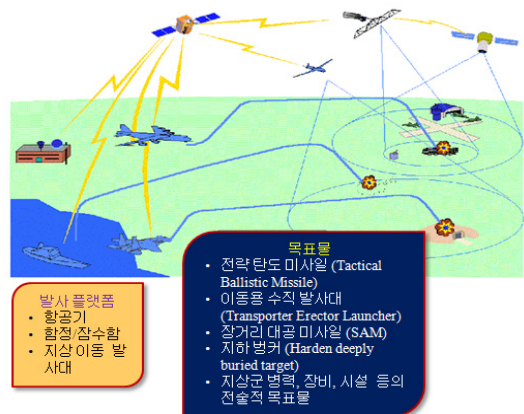 발사 플랫폼
• 항공기
• 함정/잠수함
• 지상 이동 발
사대
목표물
• 전략 탄도 미사일 (Tactical
Ballistic Missile)
• 이동용 수직 발사대
(Transporter Erector Launcher)
• 장거리 대공 미사일 (SAM)
• 지하 벙커 (Harden deeply
buried target)
• 지상군 병력, 장비, 시설 등의
전술적 목표물